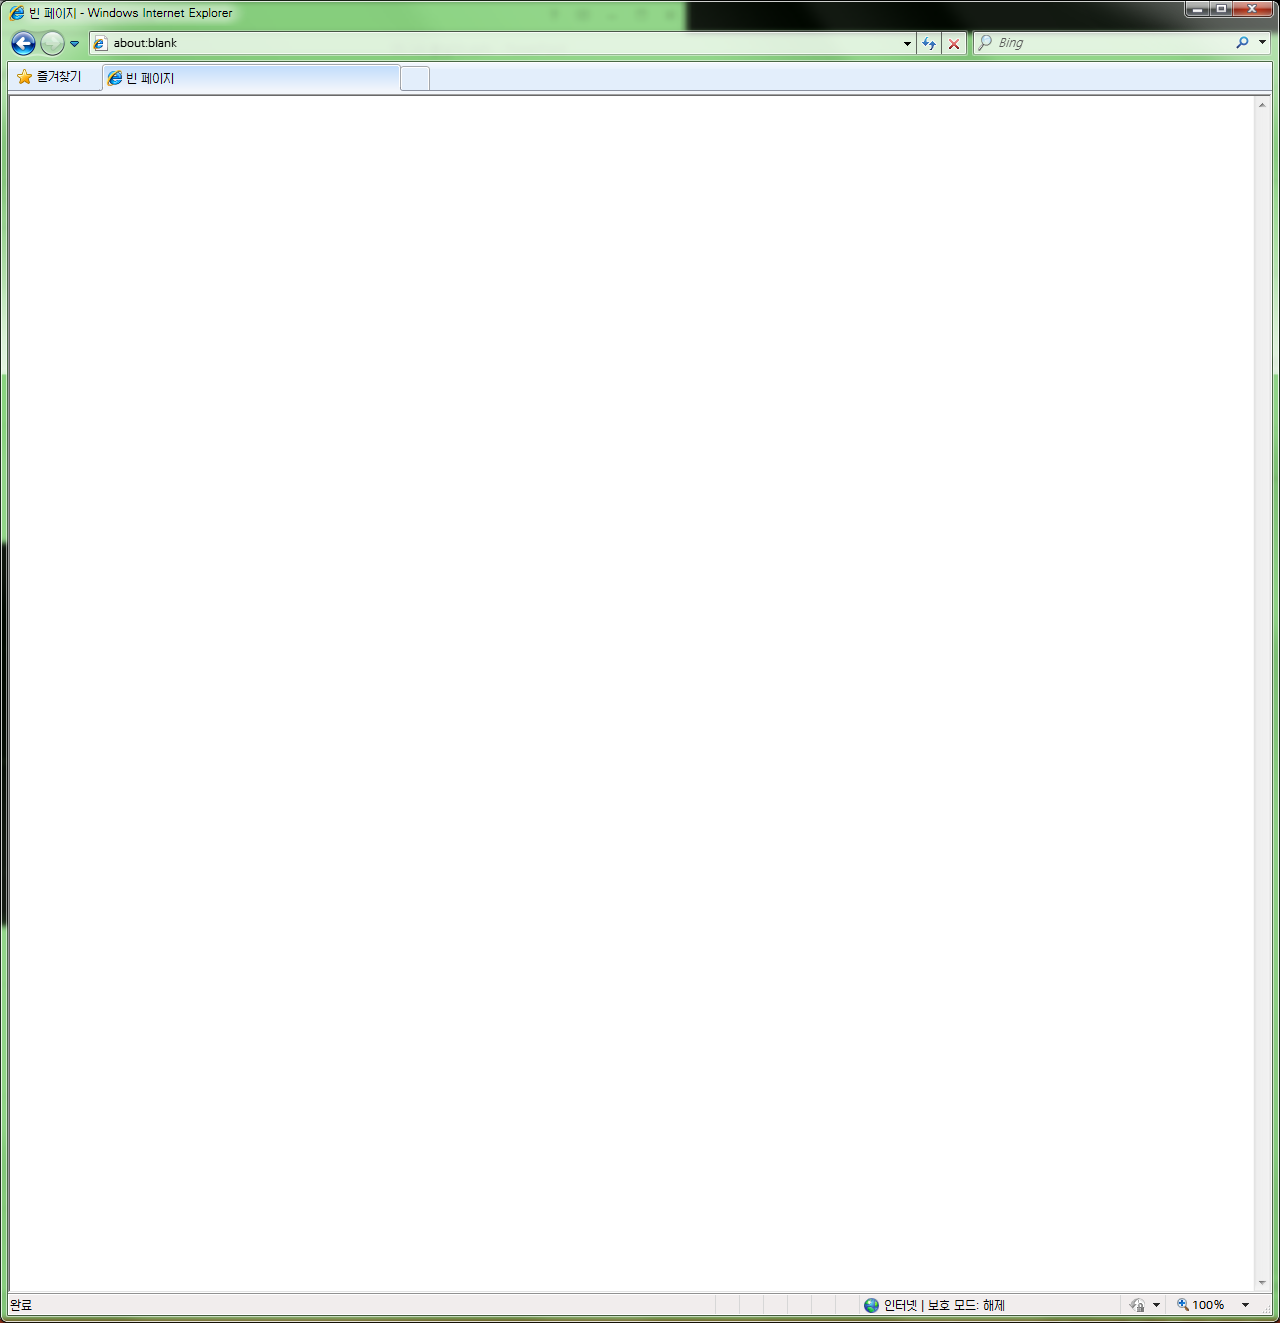 빈 페이지 - Windows Internet Explorer
about:blank
Bing
즐겨찾기
빈 페이지
완료
인터넷 | 보호 모드: 해제
100%